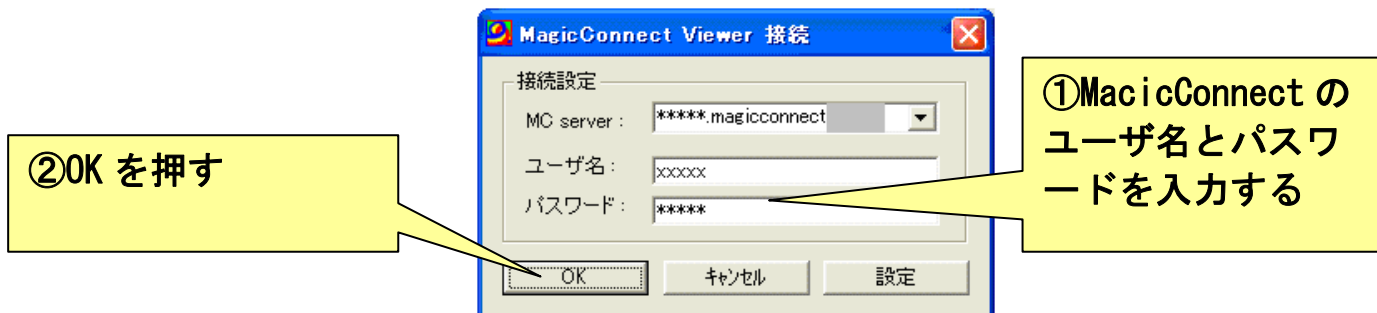 MagicConnect Viewer 接続
接続設定
MC server : *****.magicconnect
ユーザ名 : xxxxx
パスワード : *****
OK キャンセル 設定
①MacicConnect の
ユーザ名とパスワ
ードを入力する
②OK を押す